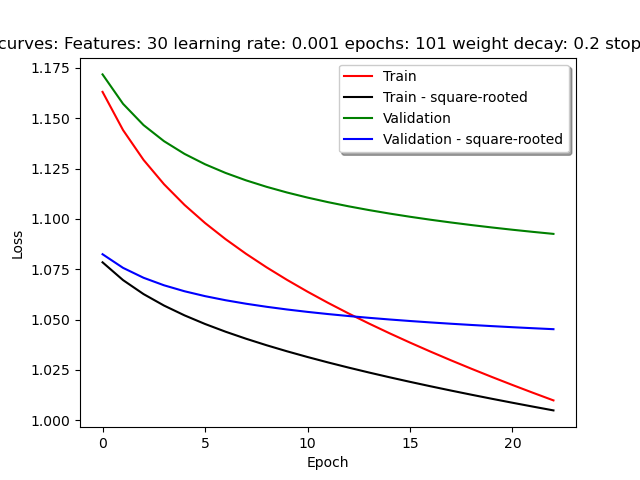 curves: Features: 30 learning rate: 0.001 epochs: 101 weight decay: 0.2 stop
1.175
1.150
1.125
1.100
1.075
1.050
1.025
1.000
Loss
Train
Train - square-rooted
Validation
Validation - square-rooted
0
5
10
15
20
Epoch